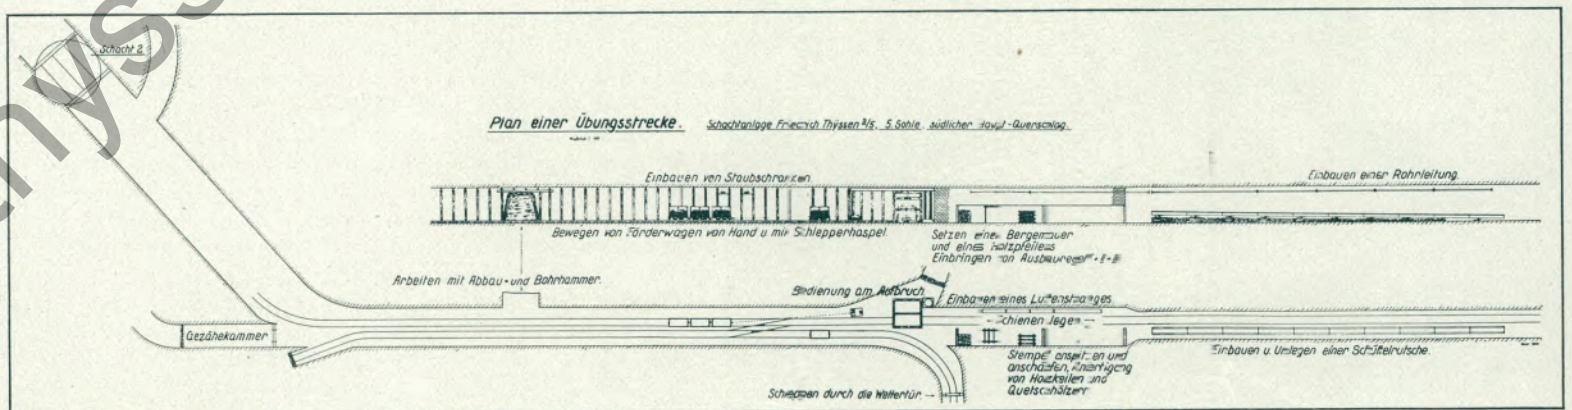 Schacht 2
Plan einer Übungsstrecke.
Schachtanlage Friedrich Thyssen 2/5. 5. Sohle südlicher Haupt-Querschlag.
Einbauen von Staubschranken.
Einbauen einer Rohrleitung.
Bewegen von Förderwagen von Hand u. mit Schlepperhaspel.
Setzen einer Bergemauer
und eines Holzpfeilers
Einbringen von
Arbeiten mit Abbau- und Bohrhammer.
Bedienung am Aufbruch
Einbauen eines Luttenstranges
Schienen legen
Gezähekammer
Stempel anspitzen und
anschärfen, Anfertigung
von Holzkeilen und
Quetschhölzern
Einbauen u. Umlegen einer Schüttelrutsche.
Schleppen durch die Wettertür.